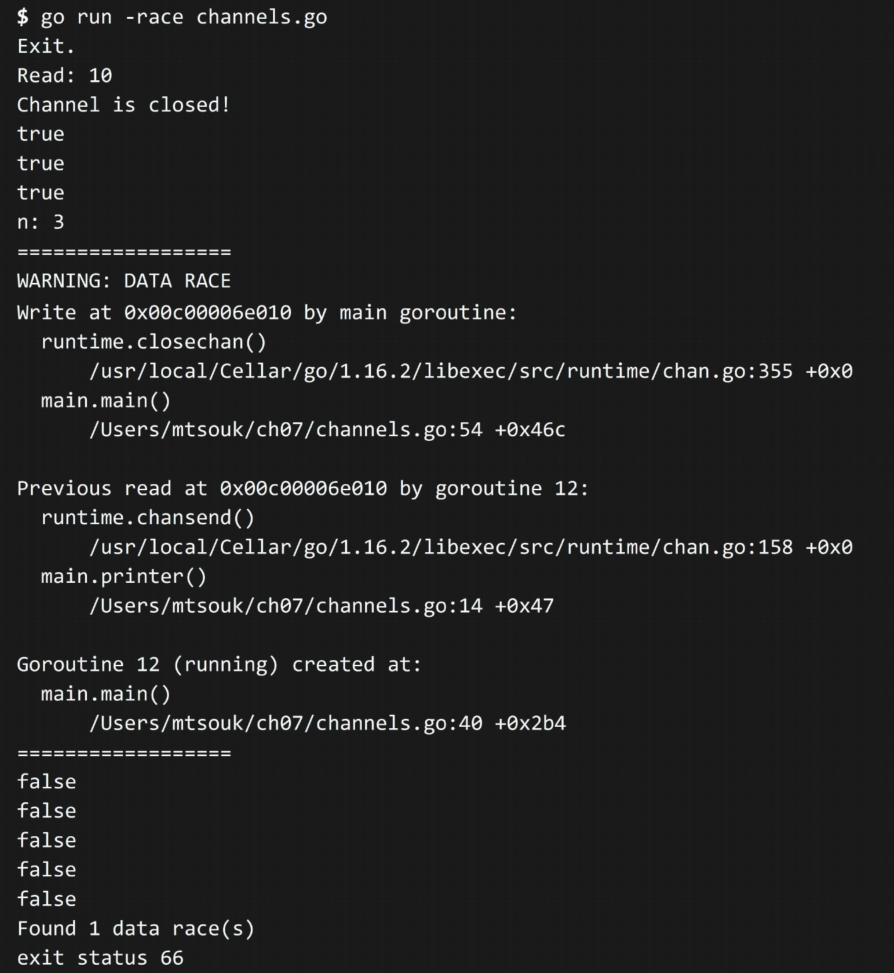 $ go run -race channels.go
Exit.
Read: 10
Channel is closed!
true
true
true
n: 3
==================
WARNING: DATA RACE
Write at 0x00c00006e010 by main goroutine:
  runtime.closechan()
      /usr/local/Cellar/go/1.16.2/libexec/src/runtime/chan.go:355 +0x0
  main.main()
      /Users/mtsouk/ch07/channels.go:54 +0x46c

Previous read at 0x00c00006e010 by goroutine 12:
  runtime.chansend()
      /usr/local/Cellar/go/1.16.2/libexec/src/runtime/chan.go:158 +0x0
  main.printer()
      /Users/mtsouk/ch07/channels.go:14 +0x47

Goroutine 12 (running) created at:
  main.main()
      /Users/mtsouk/ch07/channels.go:40 +0x2b4
==================
false
false
false
false
false
Found 1 data race(s)
exit status 66